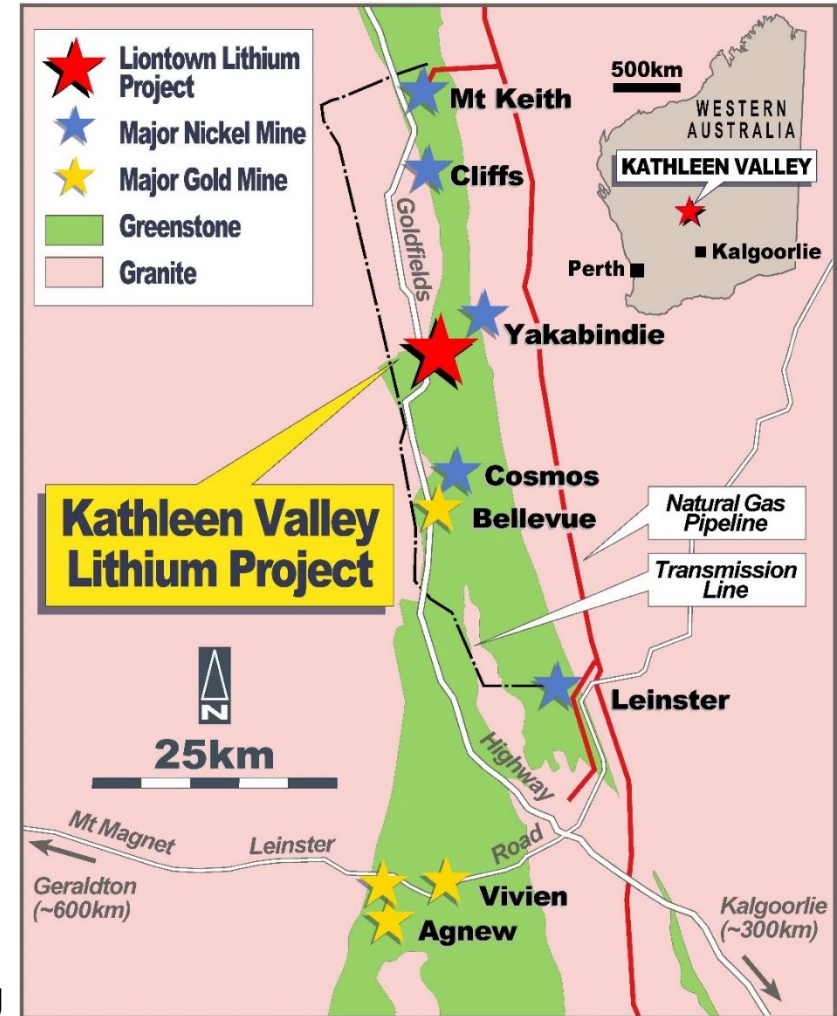 Liontown Lithium
Project
Major Nickel Mine
Major Gold Mine
Greenstone
Granite
500km
WESTERN
AUSTRALIA
KATHLEEN VALLEY
Perth
Kalgoorlie
Mt Keith
Cliffs
Goldfields
Yakabindie
Kathleen Valley
Lithium Project
Cosmos
Bellevue
Natural Gas
Pipeline
Transmission
Line
Leinster
N
25km
Highway
Mt Magnet
Leinster
Road
Geraldton
(~600km)
Vivien
Agnew
Kalgoorlie
(~300km)